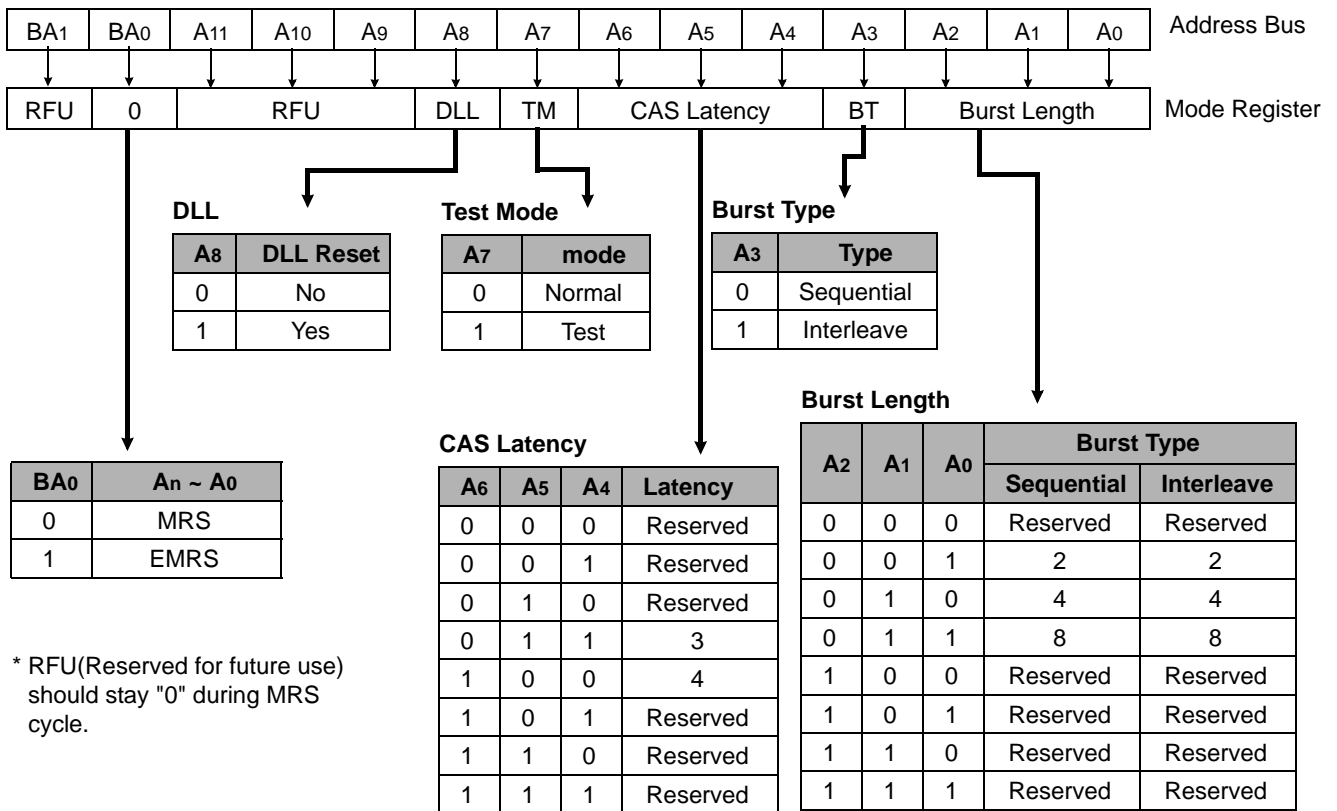 BA1 BA0 A11 A10 A9 A8 A7 A6 A5 A4 A3 A2 A1 A0 Address Bus
RFU 0 RFU DLL TM CAS Latency BT Burst Length Mode Register
DLL
A8 DLL Reset
0 No
1 Yes
Test Mode
A7 mode
0 Normal
1 Test
Burst Type
A3 Type
0 Sequential
1 Interleave
BA0 An ~ A0
0 MRS
1 EMRS
* RFU(Reserved for future use)
should stay "0" during MRS
cycle.
CAS Latency
A6 A5 A4 Latency
0 0 0 Reserved
0 0 1 Reserved
0 1 0 Reserved
0 1 1 3
1 0 0 4
1 0 1 Reserved
1 1 0 Reserved
1 1 1 Reserved
Burst Length
A2 A1 A0 Burst Type
Sequential Interleave
0 0 0 Reserved Reserved
0 0 1 2 2
0 1 0 4 4
0 1 1 8 8
1 0 0 Reserved Reserved
1 0 1 Reserved Reserved
1 1 0 Reserved Reserved
1 1 1 Reserved Reserved